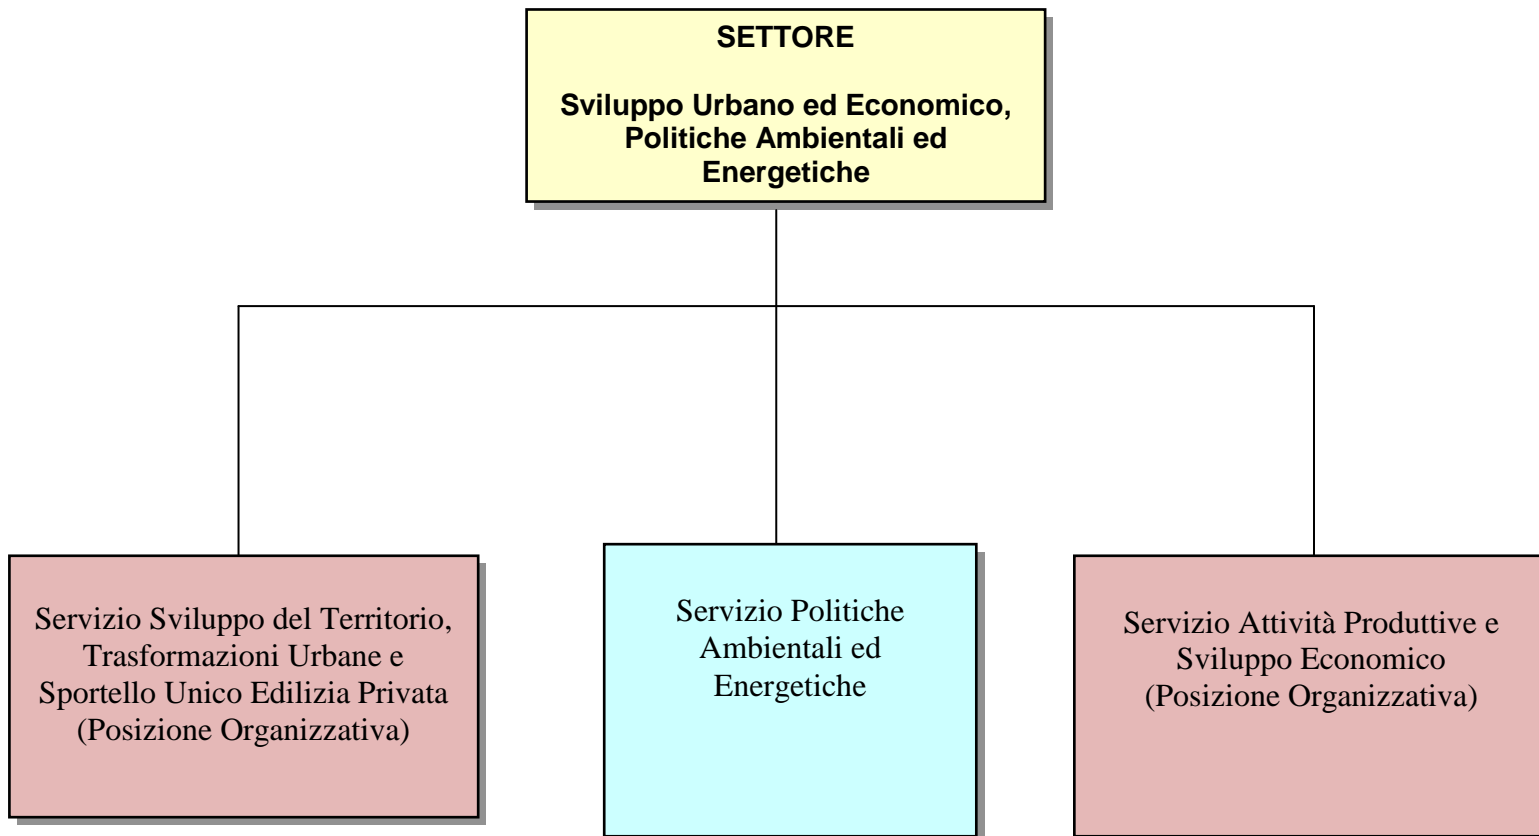 SETTORE
Sviluppo Urbano ed Economico,
Politiche Ambientali ed
Energetiche
Servizio Sviluppo del Territorio,
Trasformazioni Urbane e
Sportello Unico Edilizia Privata
(Posizione Organizzativa)
Servizio Politiche
Ambientali ed
Energetiche
Servizio Attività Produttive e
Sviluppo Economico
(Posizione Organizzativa)